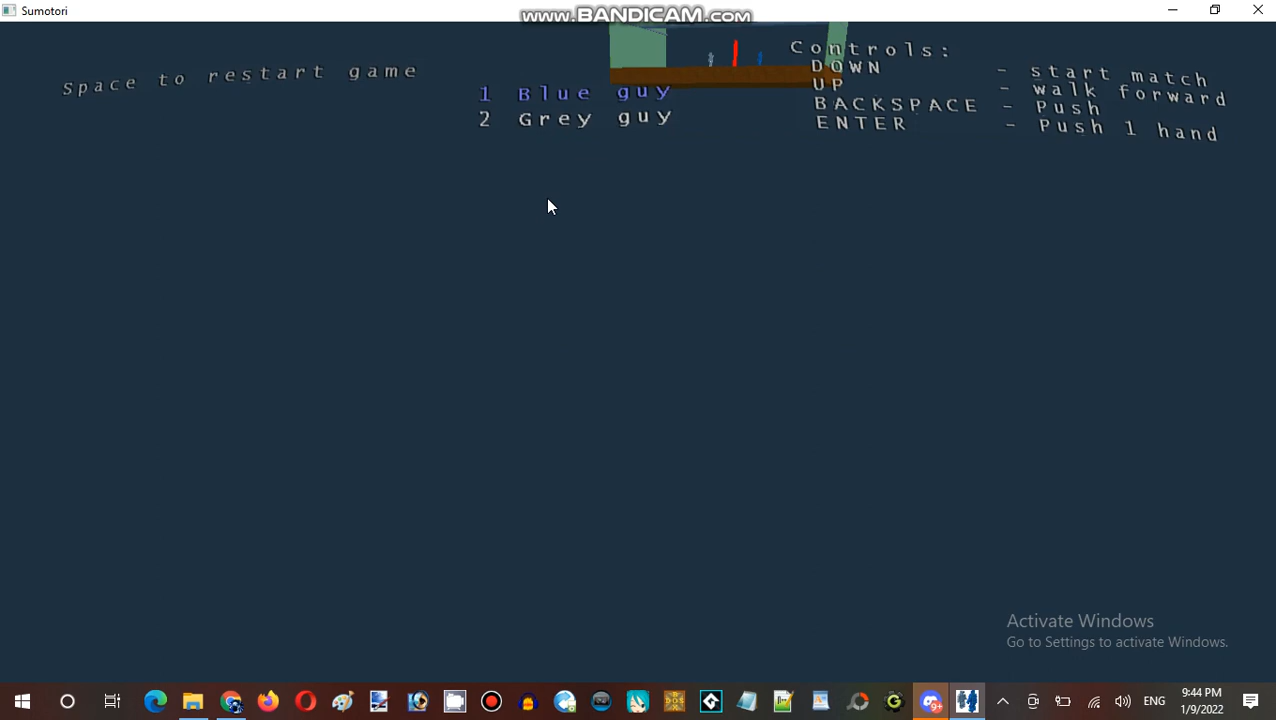 Sumotori
www.BANDICAM.com
Space to restart game
1 Blue guy
2 Grey guy
Controls:
DOWN - start match
UP - walk forward
BACKSPACE - Push
ENTER - Push 1 hand
Activate Windows
Go to Settings to activate Windows.
9+
ENG
9:44 PM
1/9/2022